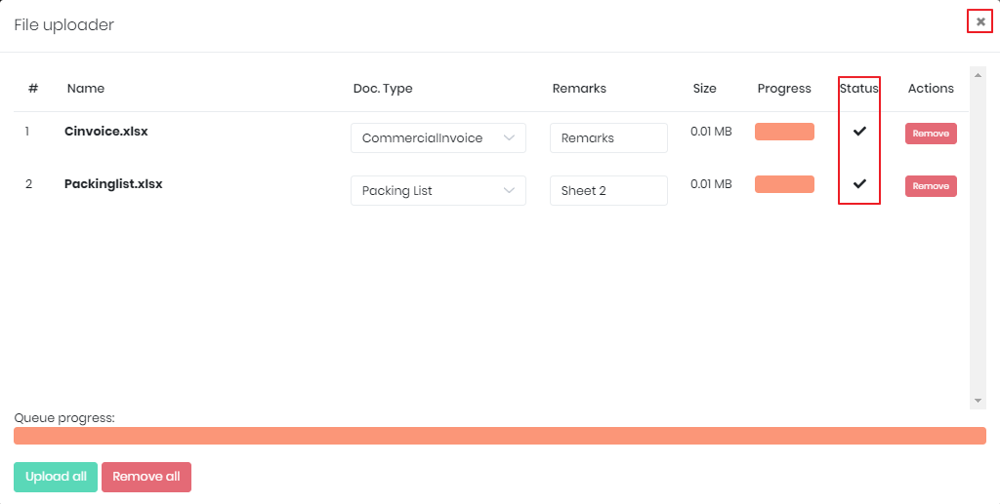 File uploader
# Name Doc. Type Remarks Size Progress Status Actions
1 Cinvoice.xlsx CommercialInvoice Remarks 0.01 MB Remove
2 Packinglist.xlsx Packing List Sheet 2 0.01 MB Remove
Queue progress:
Upload all Remove all